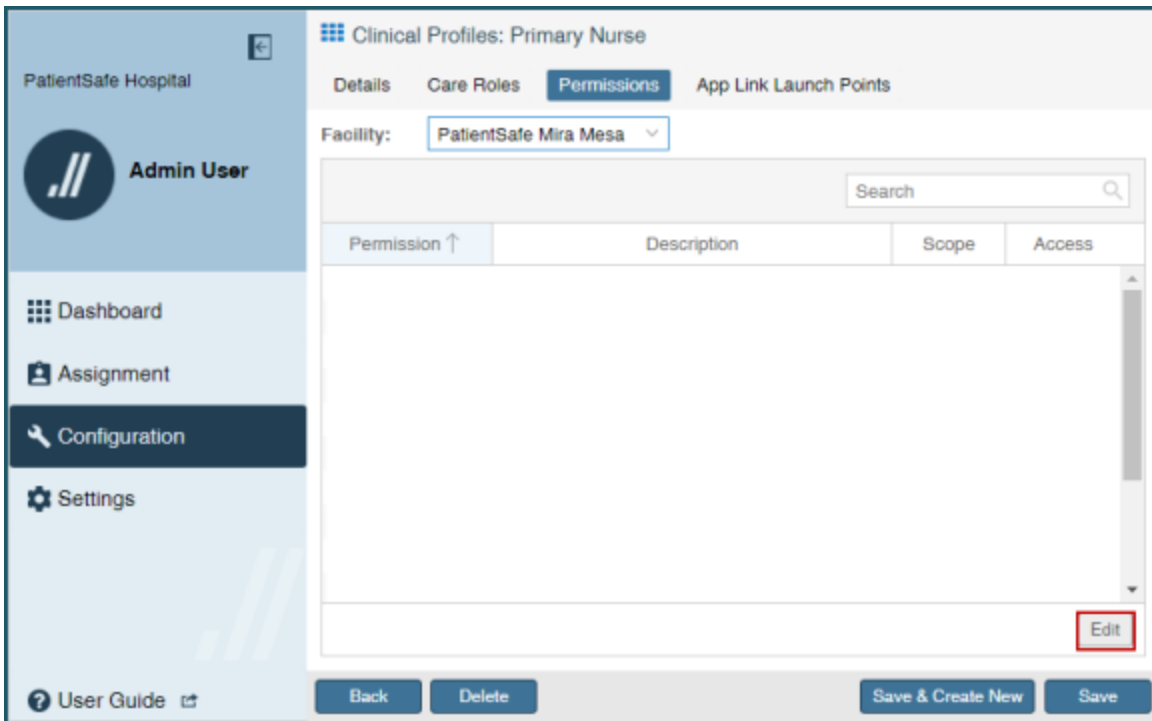 PatientSafe Hospital
Admin User
Dashboard
Assignment
Configuration
Settings
User Guide
Clinical Profiles: Primary Nurse
Details Care Roles Permissions App Link Launch Points
Facility: PatientSafe Mira Mesa
Search
Permission ↑ Description Scope Access
Edit
Back Delete Save & Create New Save